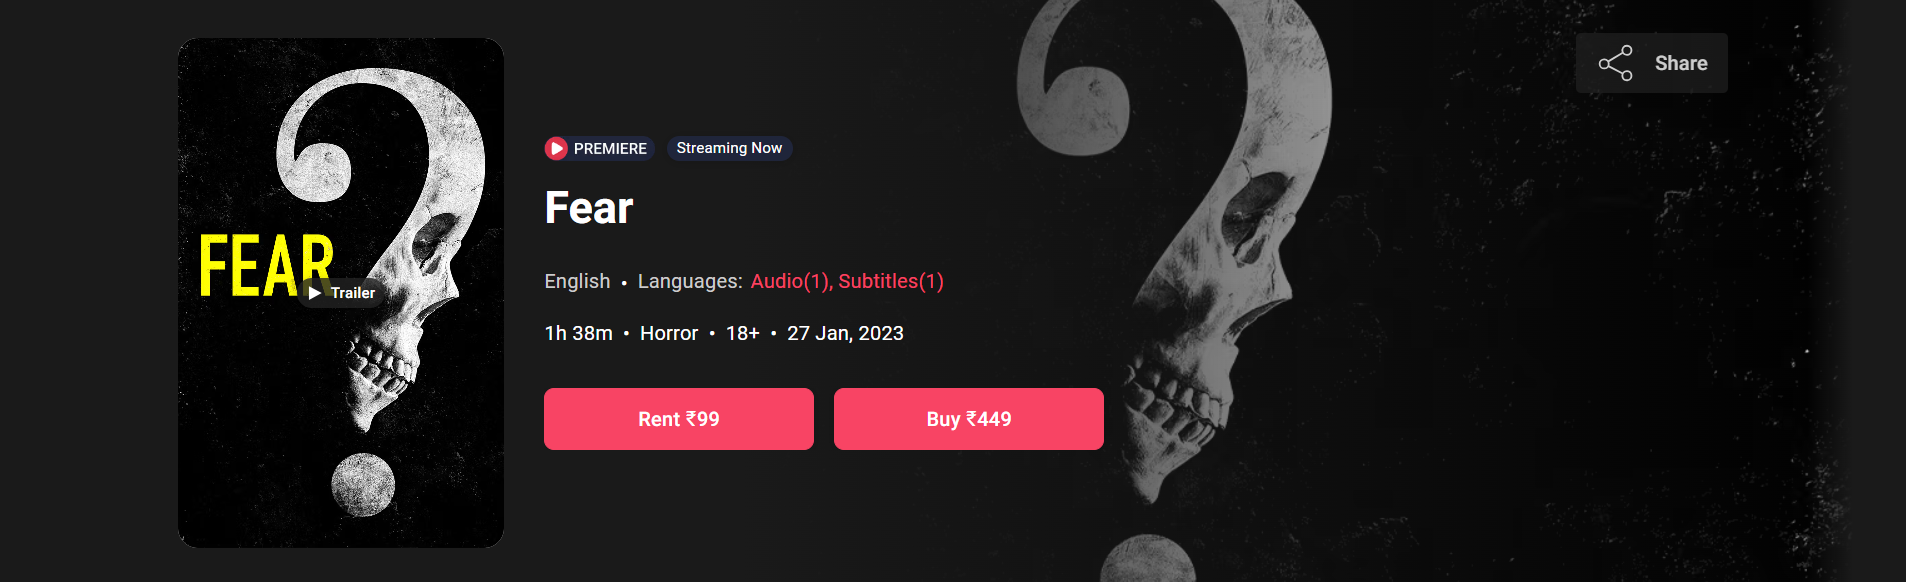 FEAR
Trailer
PREMIERE Streaming Now
Fear
English • Languages: Audio(1), Subtitles(1)
1h 38m • Horror • 18+ • 27 Jan, 2023
Rent ₹99 Buy ₹449
Share